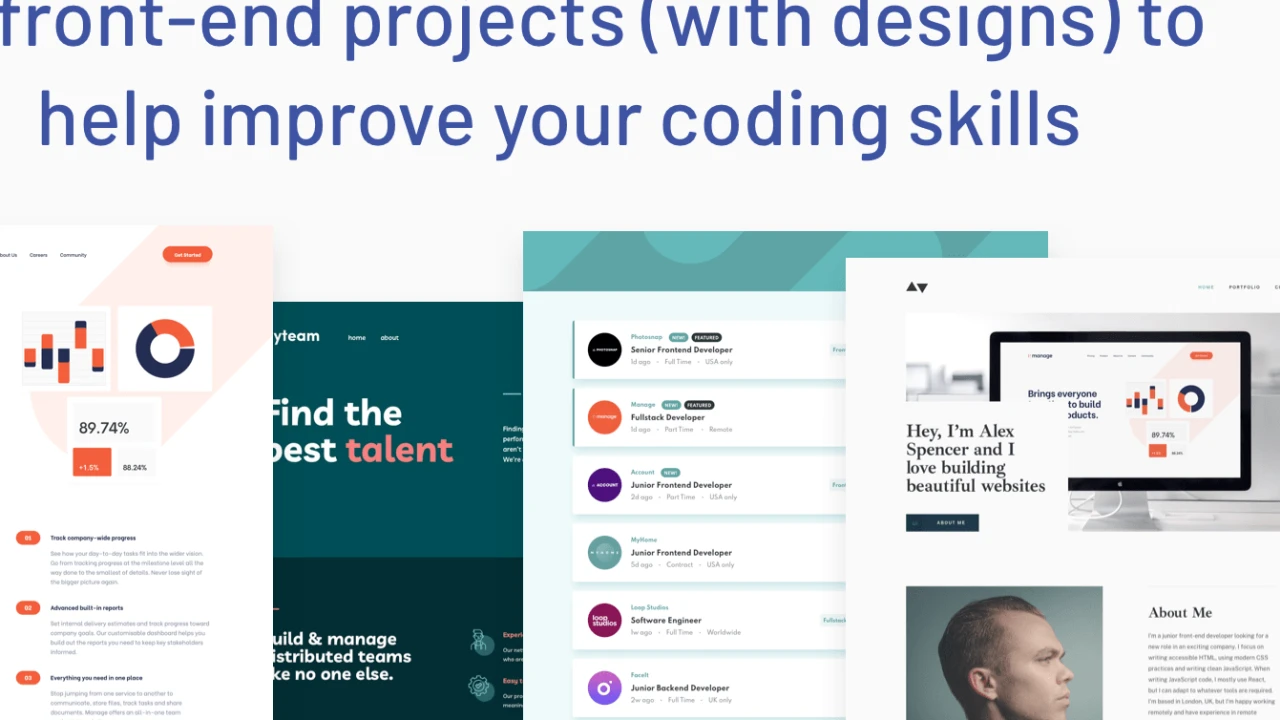 front-end projects (with designs) to
help improve your coding skills
About Us Careers Community Get Started
89.74%
+1.5% 88.24%
01 Track company-wide progress
See how your day-to-day tasks fit into the wider vision.
Go from tracking progress at the milestone level all the
way done to the smallest of details. Never lose sight of
the bigger picture again.
02 Advanced built-in reports
Set internal delivery estimates and track progress toward
company goals. Our customisable dashboard helps you
build out the reports you need to keep key stakeholders
informed.
03 Everything you need in one place
Stop jumping from one service to another to
communicate, store files, track tasks and share
documents. Manage offers an all-in-one team
yteam home about
Find the
best talent
Finding
perfor
aren't
We're
uild & manage
istributed teams
ke no one else.
Experi
Our net
who are
Easy t
Our pro
meanin
Photosnap NEW! FEATURED
PHOTOSNAP
Senior Frontend Developer
1d ago Full Time USA only
Fron
Manage NEW! FEATURED
manage
Fullstack Developer
1d ago Part Time Remote
Account NEW!
ACCOUNT
Junior Frontend Developer
2d ago Part Time USA only
Fron
MyHome
MYHOME
Junior Frontend Developer
5d ago Contract USA only
Loop Studios
loop
studios
Software Engineer
1w ago Full Time Worldwide
Fullstack
FaceIt
Junior Backend Developer
2w ago Full Time UK only
HOME PORTFOLIO
manage
Brings everyone
to build
products.
89.74%
Hey, I'm Alex
Spencer and I
love building
beautiful websites
ABOUT ME
About Me
I'm a junior front-end developer looking for a
new role in an exciting company. I focus on
writing accessible HTML, using modern CSS
practices and writing clean JavaScript. When
writing JavaScript code, I mostly use React,
but I can adapt to whatever tools are required.
I'm based in London, UK, but I'm happy working
remotely and have experience in remote